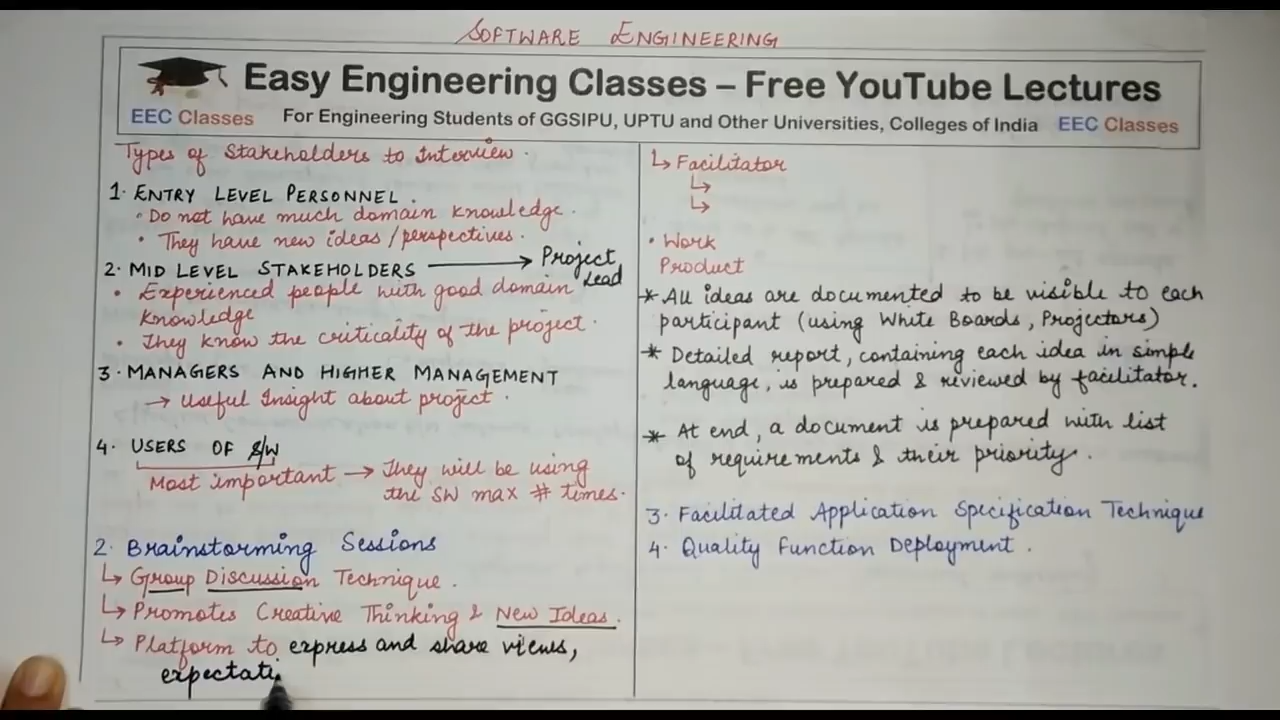 SOFTWARE ENGINEERING
Easy Engineering Classes – Free YouTube Lectures
EEC Classes For Engineering Students of GGSIPU, UPTU and Other Universities, Colleges of India EEC Classes
Types of Stakeholders to Interview.
1. ENTRY LEVEL PERSONNEL.
• Do not have much domain knowledge.
• They have new ideas/perspectives.
2. MID LEVEL STAKEHOLDERS → Project Lead
• Experienced people with good domain
knowledge
• They know the criticality of the project.
3. MANAGERS AND HIGHER MANAGEMENT
→ Useful Insight about project.
4. USERS OF S/W
Most important → They will be using
the SW max # times.
2. Brainstorming Sessions
↳ Group Discussion Technique.
↳ Promotes Creative Thinking & New Ideas.
↳ Platform to express and share views,
expectati
↳ Facilitator
↳
↳
• Work
Product
* All ideas are documented to be visible to each
participant (using White Boards, Projectors)
* Detailed report, containing each idea in simple
language, is prepared & reviewed by facilitator.
* At end, a document is prepared with list
of requirements & their priority.
3. Facilitated Application Specification Technique
4. Quality Function Deployment.